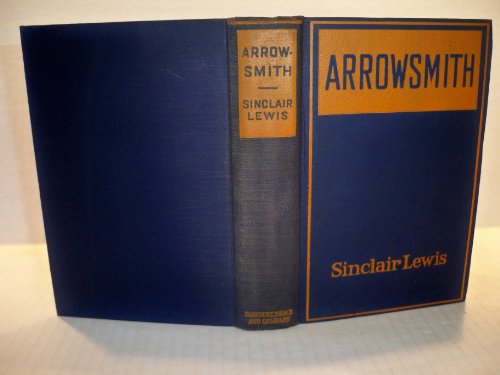 ARROW-
SMITH
SINCLAIR
LEWIS
HARCOURT, BRACE
AND COMPANY
ARROWSMITH
Sinclair Lewis